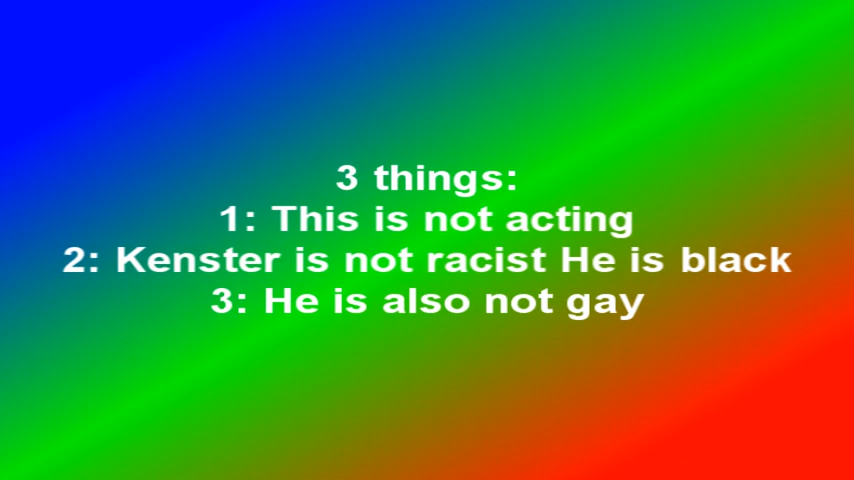 3 things:
1: This is not acting
2: Kenster is not racist He is black
3: He is also not gay